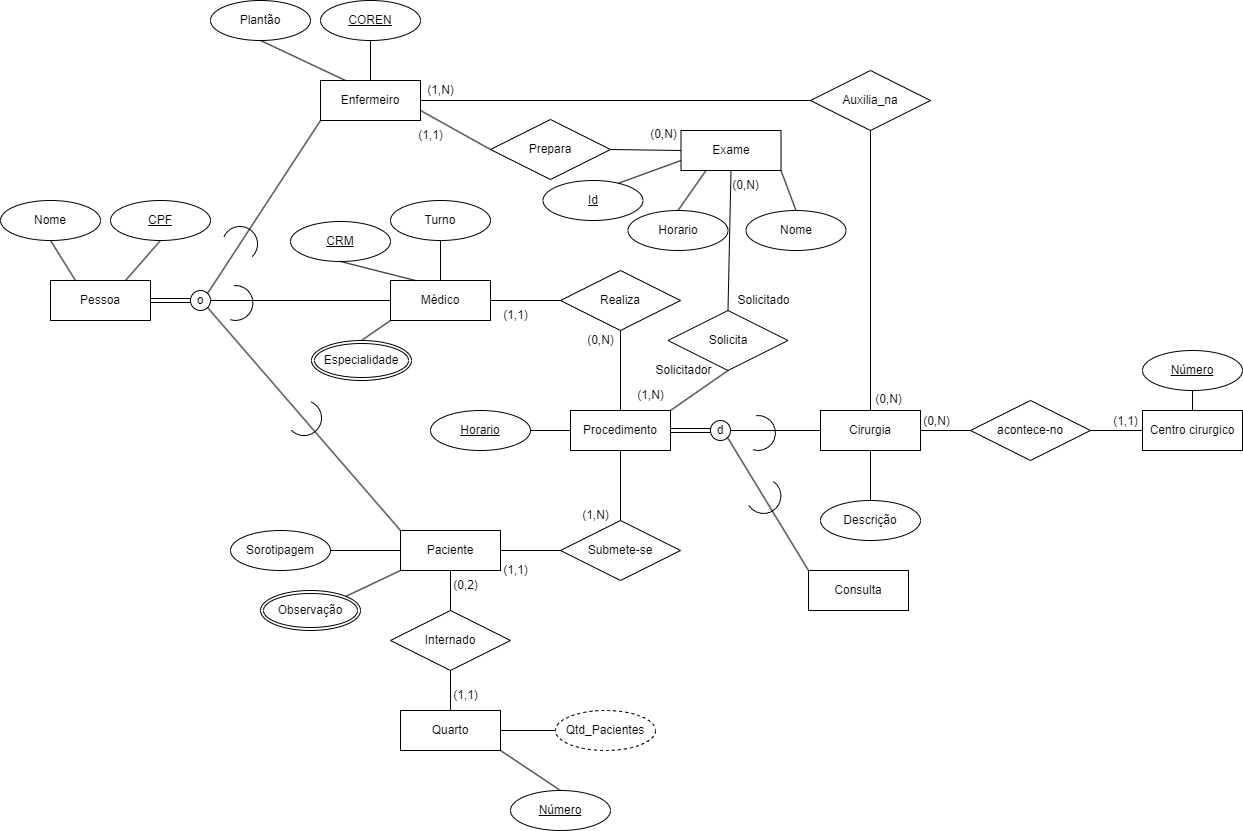 Plantão
COREN
Enfermeiro
(1,N)
Auxilia_na
(1,1)
Prepara
(0,N)
Exame
(0,N)
Id
Horario
Nome
Nome
CPF
CRM
Turno
Pessoa
o
Médico
(1,1)
Realiza
(0,N)
Especialidade
Solicitado
Solicita
Solicitador
(1,N)
Horario
Procedimento
d
(0,N)
Cirurgia
(0,N)
acontece-no
(1,1)
Número
Centro cirurgico
Descrição
(1,N)
Sorotipagem
Paciente
(1,1)
Submete-se
(0,2)
Observação
Consulta
Internado
(1,1)
Quarto
Qtd_Pacientes
Número